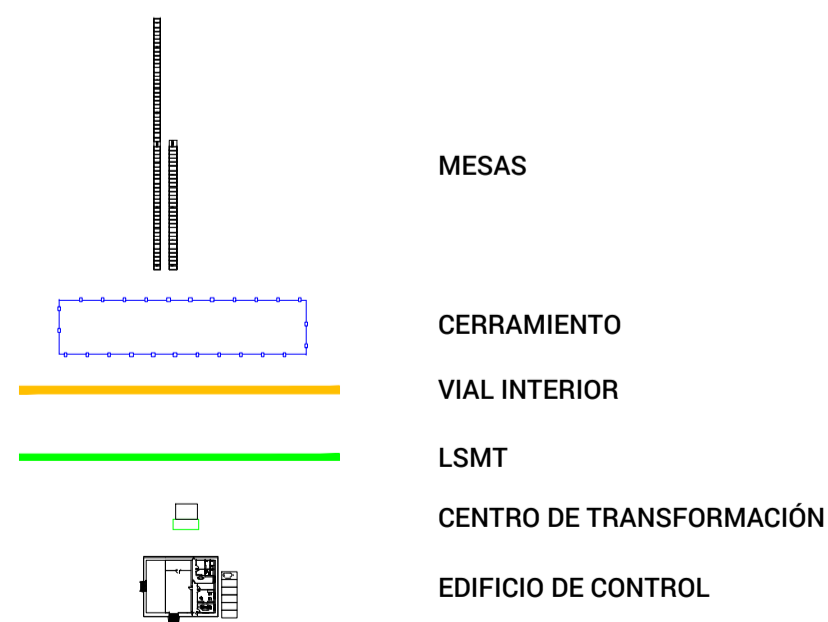 MESAS
CERRAMIENTO
VIAL INTERIOR
LSMT
CENTRO DE TRANSFORMACIÓN
EDIFICIO DE CONTROL